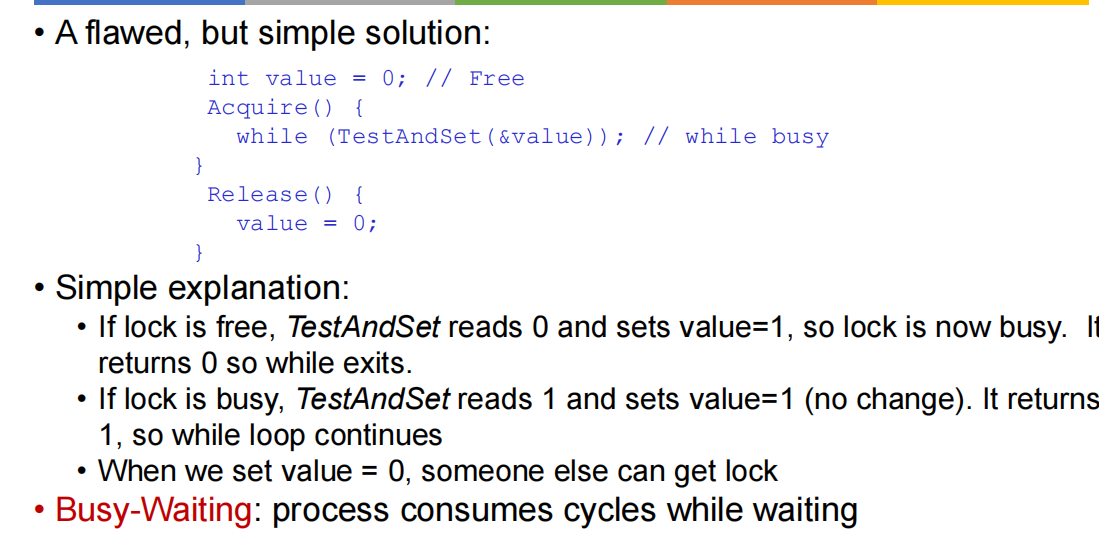 • A flawed, but simple solution:
int value = 0; // Free
Acquire() {
while (TestAndSet(&value)); // while busy
}
Release() {
value = 0;
}
• Simple explanation:
• If lock is free, TestAndSet reads 0 and sets value=1, so lock is now busy. It
returns 0 so while exits.
• If lock is busy, TestAndSet reads 1 and sets value=1 (no change). It returns
1, so while loop continues
• When we set value = 0, someone else can get lock
• Busy-Waiting: process consumes cycles while waiting